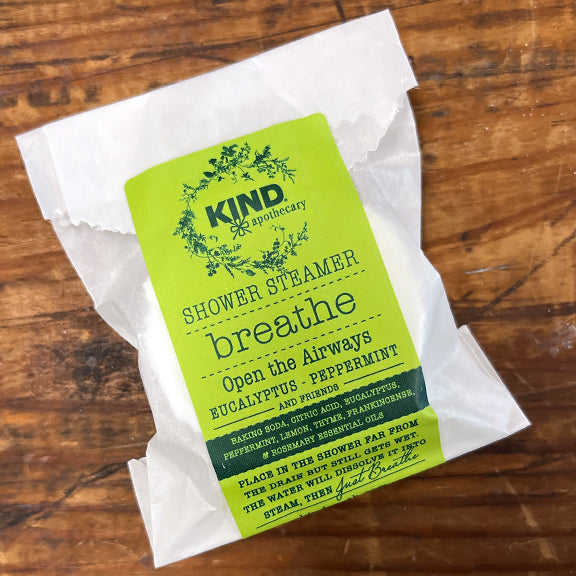 KIND®
apothecary
SHOWER STEAMER
breathe
Open the Airways
EUCALYPTUS - PEPPERMINT
AND FRIENDS
BAKING SODA, CITRIC ACID, EUCALYPTUS,
PEPPERMINT, LEMON, THYME, FRANKINCENSE,
& ROSEMARY ESSENTIAL OILS
PLACE IN THE SHOWER FAR FROM
THE DRAIN BUT STILL GETS WET.
THE WATER WILL DISSOLVE IT INTO
STEAM, THEN Just Breathe